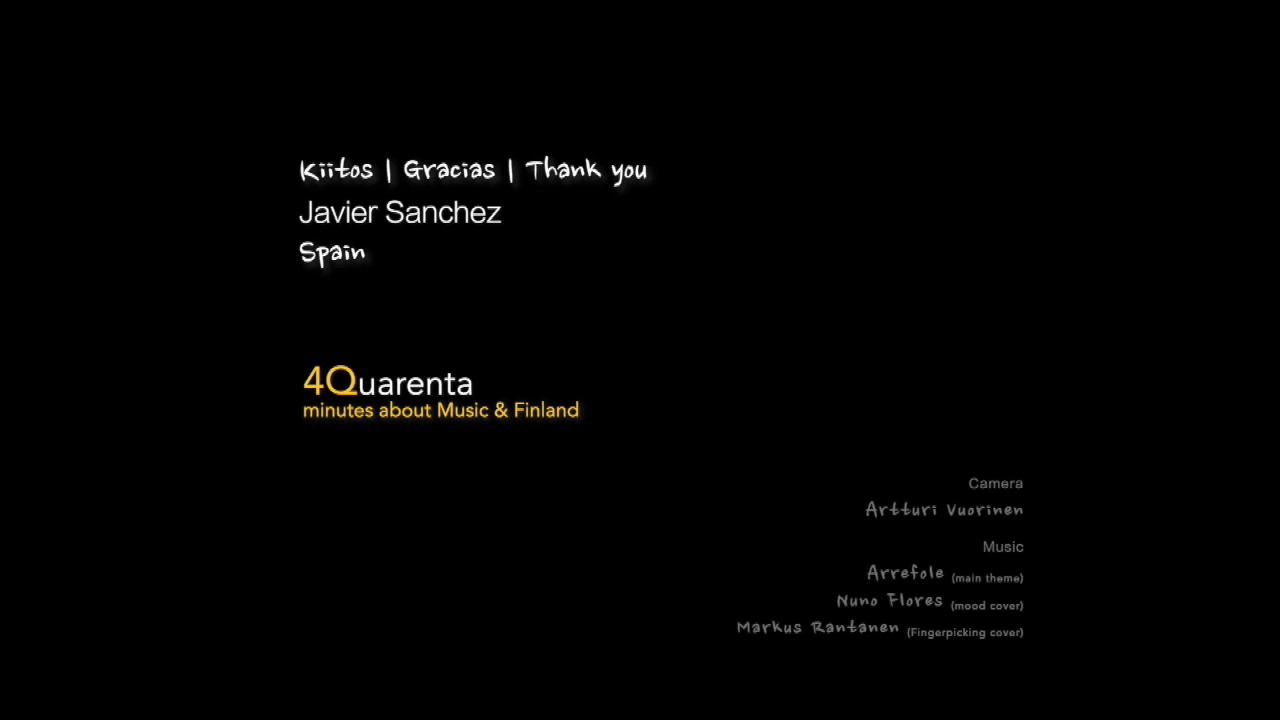 Kiitos | Gracias | Thank you
Javier Sanchez
Spain
4Quarenta
minutes about Music & Finland
Camera
Artturi Vuorinen
Music
Arrefole (main theme)
Nuno Flores (mood cover)
Markus Rantanen (Fingerpicking cover)